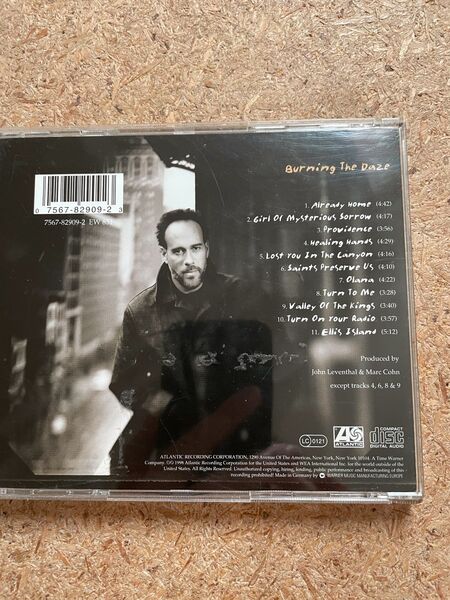 Burning The Daze
0 7567-82909-2 3
7567-82909-2 EW 851
1. Already Home (4:42)
2. Girl Of Mysterious Sorrow (4:17)
3. Providence (3:56)
4. Healing Hands (4:29)
5. Lost You In The Canyon (4:16)
6. Saints Preserve Us (4:10)
7. Olana (4:22)
8. Turn To Me (3:28)
9. Valley Of The Kings (3:40)
10. Turn On Your Radio (3:57)
11. Ellis Island (5:12)
Produced by
John Leventhal & Marc Cohn
except tracks 4, 6, 8 & 9
LC 0121
ATLANTIC
COMPACT
disc
DIGITAL AUDIO
ATLANTIC RECORDING CORPORATION, 1290 Avenue Of The Americas, New York, New York 10104. A Time Warner
Company. ℗© 1998 Atlantic Recording Corporation for the United States and WEA International Inc. for the world outside of the
United States. All Rights Reserved. Unauthorized copying, hiring, lending, public performance and broadcasting of this
recording prohibited! Made in Germany by WARNER MUSIC MANUFACTURING EUROPE